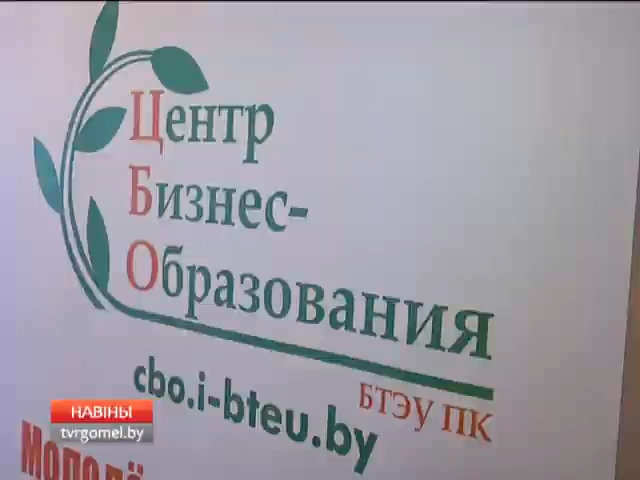 Центр
Бизнес-
Образования
БТЭУ ПК
cbo.i-bteu.by
НАВІНЫ
tvrgomel.by